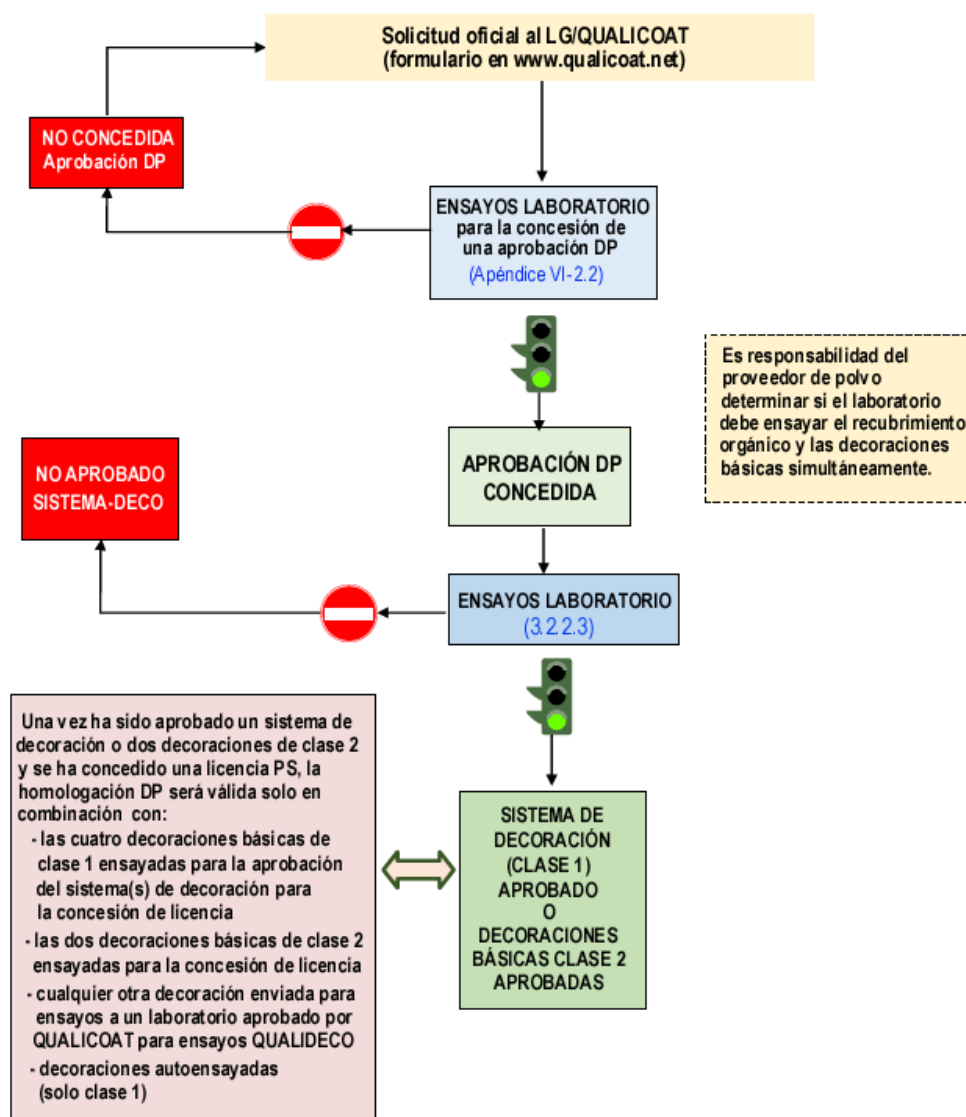 Solicitud oficial al LG/QUALICOAT
(formulario en www.qualicoat.net)
NO CONCEDIDA
Aprobación DP
ENSAYOS LABORATORIO
para la concesión de
una aprobación DP
(Apéndice VI-2.2)
Es responsabilidad del
proveedor de polvo
determinar si el laboratorio
debe ensayar el recubrimiento
orgánico y las decoraciones
básicas simultáneamente.
APROBACIÓN DP
CONCEDIDA
NO APROBADO
SISTEMA-DECO
ENSAYOS LABORATORIO
(3.2.2.3)
Una vez ha sido aprobado un sistema de
decoración o dos decoraciones de clase 2
y se ha concedido una licencia PS, la
homologación DP será válida solo en
combinación con:
- las cuatro decoraciones básicas de
clase 1 ensayadas para la aprobación
del sistema(s) de decoración para
la concesión de licencia
- las dos decoraciones básicas de clase 2
ensayadas para la concesión de licencia
- cualquier otra decoración enviada para
ensayos a un laboratorio aprobado por
QUALICOAT para ensayos QUALIDECO
- decoraciones autoensayadas
(solo clase 1)
SISTEMA DE
DECORACIÓN
(CLASE 1)
APROBADO
O
DECORACIONES
BÁSICAS CLASE 2
APROBADAS